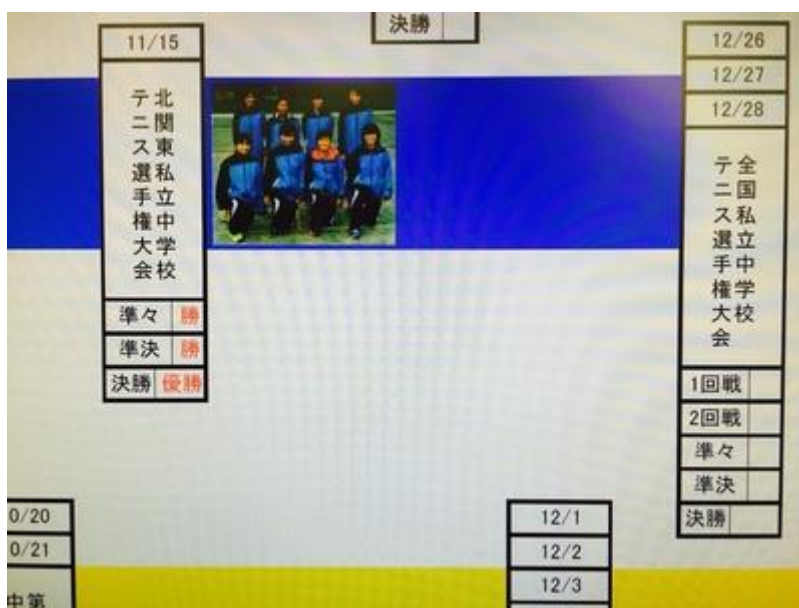 決勝
11/15
北関東私立中学校
テニス選手権大会
準々 勝
準決 勝
決勝 優勝
12/26
12/27
12/28
全国私立中学校
テニス選手権大会
1回戦
2回戦
準々
準決
決勝
0/20
0/21
中第
12/1
12/2
12/3